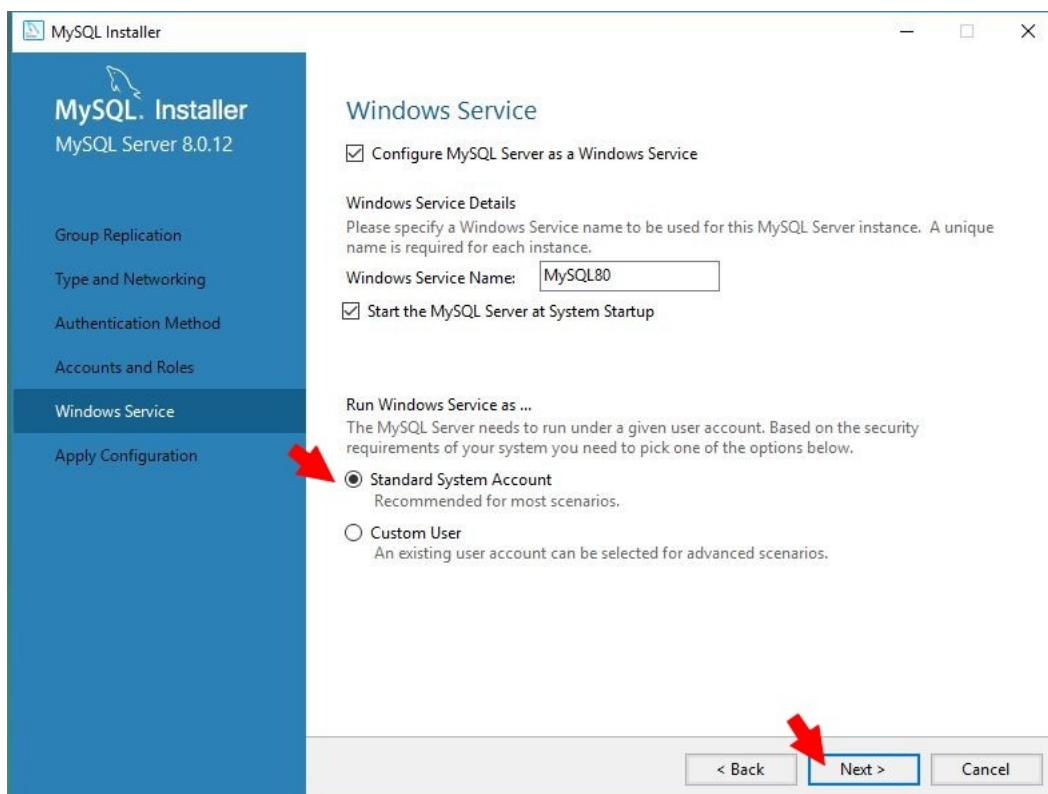 MySQL Installer
MySQL. Installer
MySQL Server 8.0.12
Group Replication
Type and Networking
Authentication Method
Accounts and Roles
Windows Service
Apply Configuration
Windows Service
Configure MySQL Server as a Windows Service
Windows Service Details
Please specify a Windows Service name to be used for this MySQL Server instance. A unique
name is required for each instance.
Windows Service Name: MySQL80
Start the MySQL Server at System Startup
Run Windows Service as ...
The MySQL Server needs to run under a given user account. Based on the security
requirements of your system you need to pick one of the options below.
Standard System Account
Recommended for most scenarios.
Custom User
An existing user account can be selected for advanced scenarios.
< Back Next > Cancel